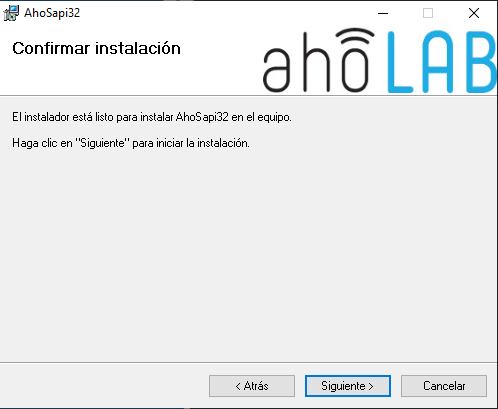 AhoSapi32
Confirmar instalación
ahoLAB
El instalador está listo para instalar AhoSapi32 en el equipo.
Haga clic en "Siguiente" para iniciar la instalación.
< Atrás
Siguiente >
Cancelar